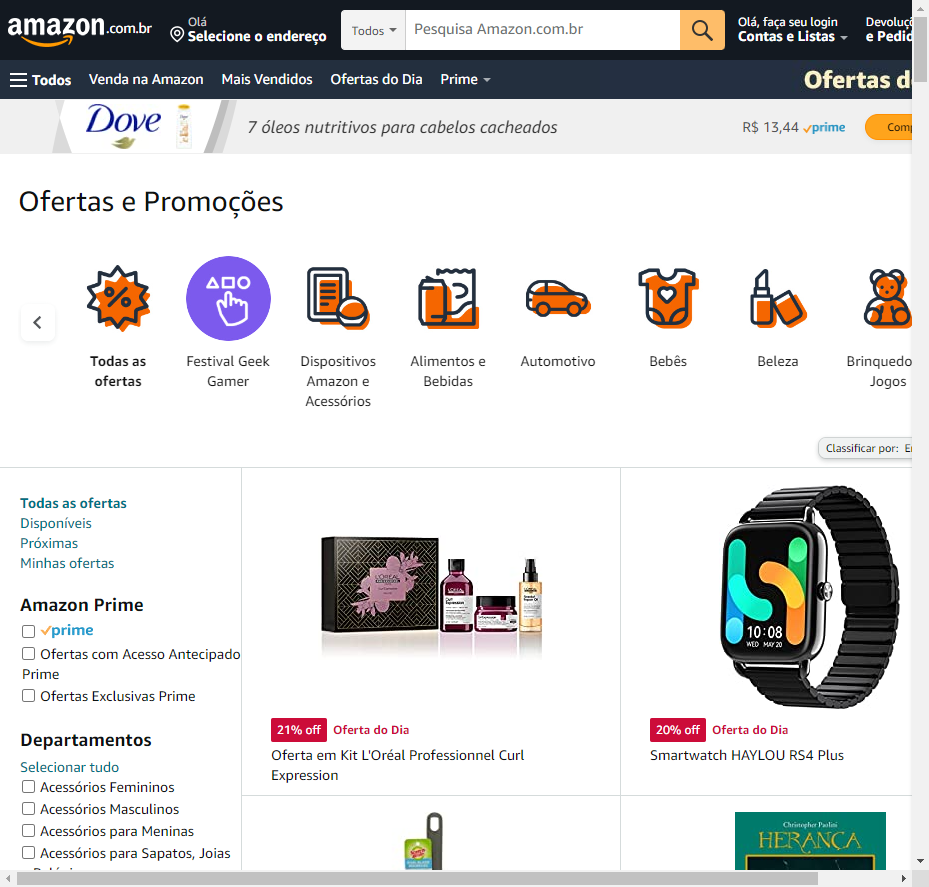 amazon.com.br
Olá
Selecione o endereço
Todos
Pesquisa Amazon.com.br
Olá, faça seu login
Contas e Listas
Devoluç
e Pedid
Todos
Venda na Amazon
Mais Vendidos
Ofertas do Dia
Prime
Ofertas d
Dove
7 óleos nutritivos para cabelos cacheados
R$ 13,44 prime
Comp
Ofertas e Promoções
Todas as
ofertas
Festival Geek
Gamer
Dispositivos
Amazon e
Acessórios
Alimentos e
Bebidas
Automotivo
Bebês
Beleza
Brinquedo
Jogos
Classificar por:
Todas as ofertas
Disponíveis
Próximas
Minhas ofertas
Amazon Prime
prime
Ofertas com Acesso Antecipado
Prime
Ofertas Exclusivas Prime
Departamentos
Selecionar tudo
Acessórios Femininos
Acessórios Masculinos
Acessórios para Meninas
Acessórios para Sapatos, Joias
L'ORÉAL
21% off Oferta do Dia
Oferta em Kit L'Oréal Professionnel Curl
Expression
10:08
WED, MAY 20
20% off Oferta do Dia
Smartwatch HAYLOU RS4 Plus
Christopher Paolini
HERANÇA